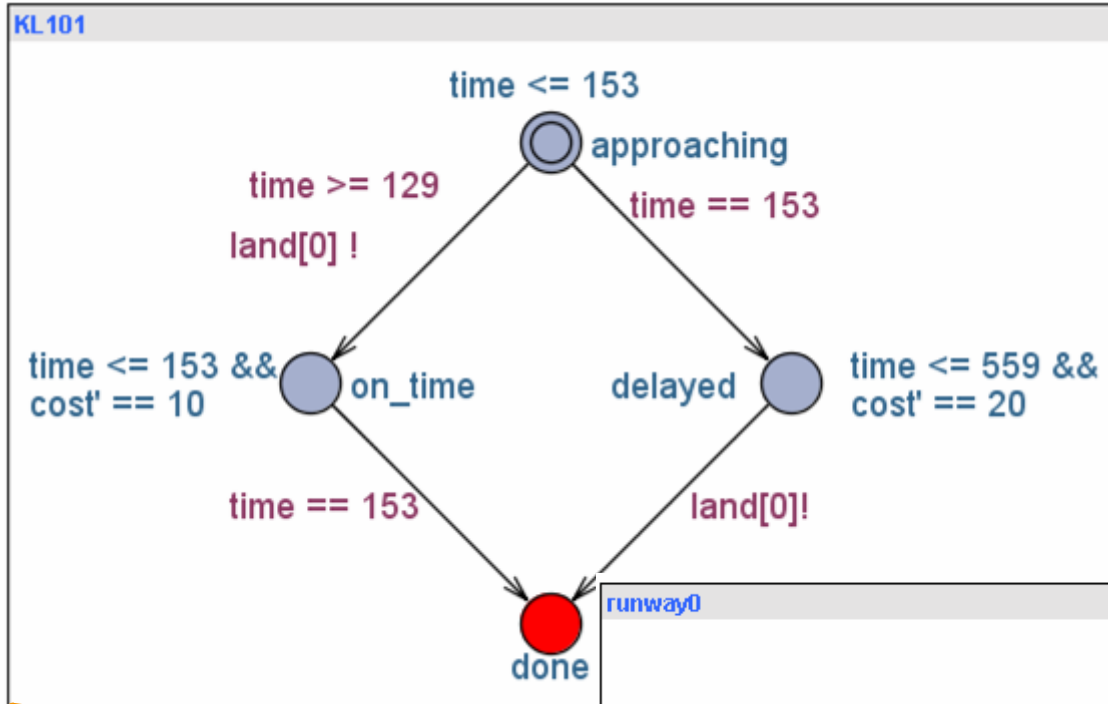 KL101
time <= 153
approaching
time >= 129
time == 153
land[0] !
time <= 153 &&
cost' == 10
on_time
delayed
time <= 559 &&
cost' == 20
time == 153
land[0]!
done
runway0